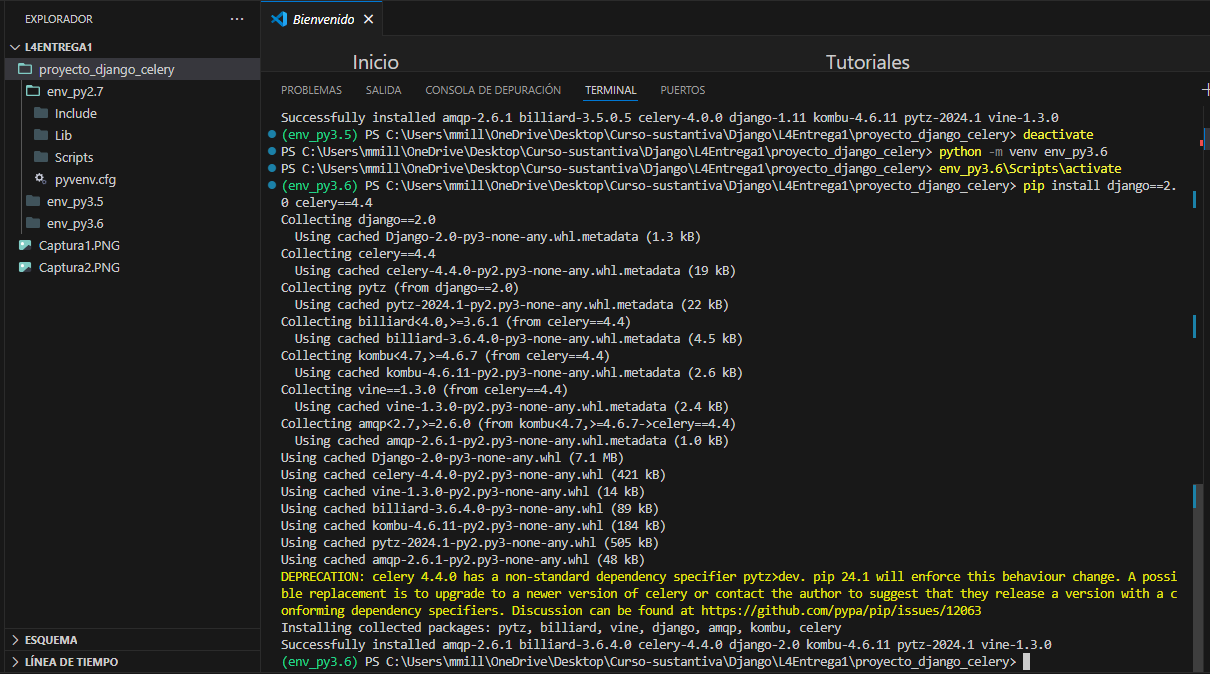 EXPLORADOR
L4ENTREGA1
proyecto_django_celery
env_py2.7
Include
Lib
Scripts
pyvenv.cfg
env_py3.5
env_py3.6
Captura1.PNG
Captura2.PNG
ESQUEMA
LÍNEA DE TIEMPO
Bienvenido
Inicio
Tutoriales
PROBLEMAS SALIDA CONSOLA DE DEPURACIÓN TERMINAL PUERTOS
Successfully installed amqp-2.6.1 billiard-3.5.0.5 celery-4.0.0 django-1.11 kombu-4.6.11 pytz-2024.1 vine-1.3.0
(env_py3.5) PS C:\Users\mmill\OneDrive\Desktop\Curso-sustantiva\Django\L4Entrega1\proyecto_django_celery> deactivate
PS C:\Users\mmill\OneDrive\Desktop\Curso-sustantiva\Django\L4Entrega1\proyecto_django_celery> python -m venv env_py3.6
PS C:\Users\mmill\OneDrive\Desktop\Curso-sustantiva\Django\L4Entrega1\proyecto_django_celery> env_py3.6\Scripts\activate
(env_py3.6) PS C:\Users\mmill\OneDrive\Desktop\Curso-sustantiva\Django\L4Entrega1\proyecto_django_celery> pip install django==2.
0 celery==4.4
Collecting django==2.0
Using cached Django-2.0-py3-none-any.whl.metadata (1.3 kB)
Collecting celery==4.4
Using cached celery-4.4.0-py2.py3-none-any.whl.metadata (19 kB)
Collecting pytz (from django==2.0)
Using cached pytz-2024.1-py2.py3-none-any.whl.metadata (22 kB)
Collecting billiard<4.0,>=3.6.1 (from celery==4.4)
Using cached billiard-3.6.4.0-py3-none-any.whl.metadata (4.5 kB)
Collecting kombu<4.7,>=4.6.7 (from celery==4.4)
Using cached kombu-4.6.11-py2.py3-none-any.whl.metadata (2.6 kB)
Collecting vine==1.3.0 (from celery==4.4)
Using cached vine-1.3.0-py2.py3-none-any.whl.metadata (2.4 kB)
Collecting amqp<2.7,>=2.6.0 (from kombu<4.7,>=4.6.7->celery==4.4)
Using cached amqp-2.6.1-py2.py3-none-any.whl.metadata (1.0 kB)
Using cached Django-2.0-py3-none-any.whl (7.1 MB)
Using cached celery-4.4.0-py2.py3-none-any.whl (421 kB)
Using cached vine-1.3.0-py2.py3-none-any.whl (14 kB)
Using cached billiard-3.6.4.0-py3-none-any.whl (89 kB)
Using cached kombu-4.6.11-py2.py3-none-any.whl (184 kB)
Using cached pytz-2024.1-py2.py3-none-any.whl (505 kB)
Using cached amqp-2.6.1-py2.py3-none-any.whl (48 kB)
DEPRECATION: celery 4.4.0 has a non-standard dependency specifier pytz>dev. pip 24.1 will enforce this behaviour change. A possi
ble replacement is to upgrade to a newer version of celery or contact the author to suggest that they release a version with a c
onforming dependency specifiers. Discussion can be found at https://github.com/pypa/pip/issues/12063
Installing collected packages: pytz, billiard, vine, django, amqp, kombu, celery
Successfully installed amqp-2.6.1 billiard-3.6.4.0 celery-4.4.0 django-2.0 kombu-4.6.11 pytz-2024.1 vine-1.3.0
(env_py3.6) PS C:\Users\mmill\OneDrive\Desktop\Curso-sustantiva\Django\L4Entrega1\proyecto_django_celery>